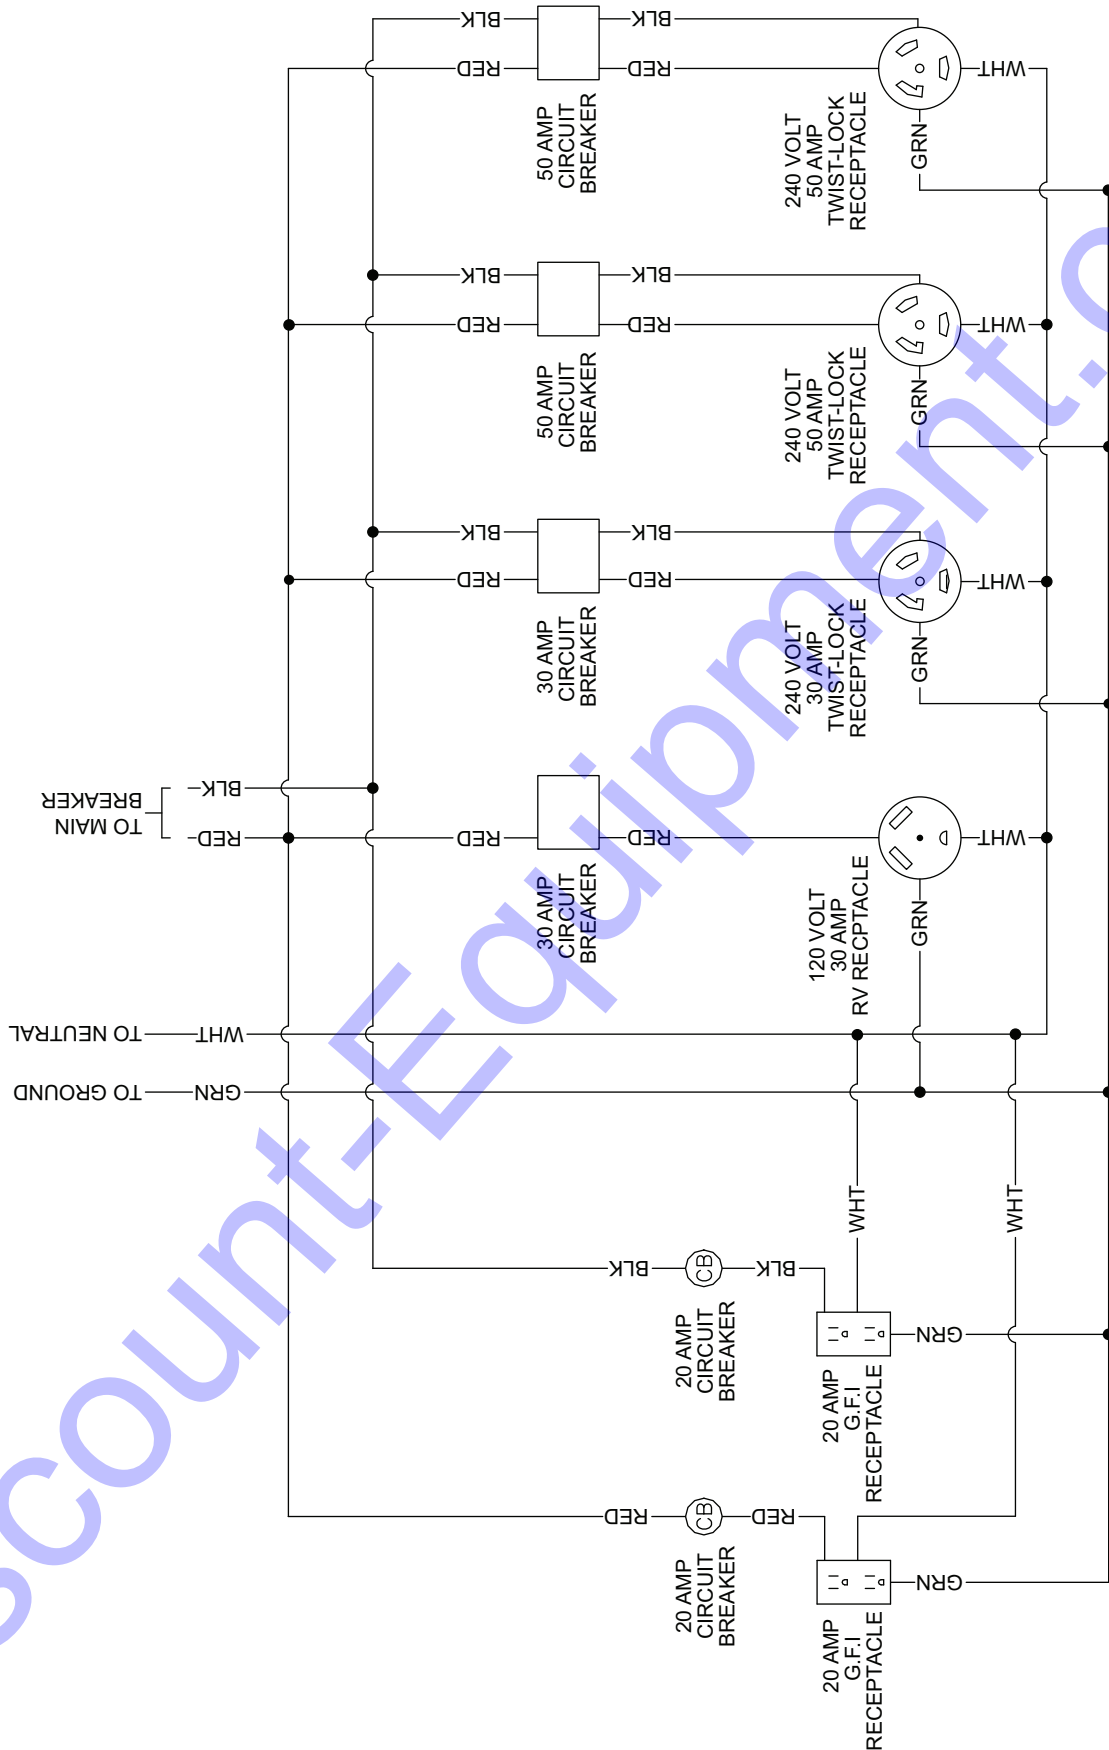 BLK
BLK
RED
RED
WHT
50 AMP
CIRCUIT
BREAKER
240 VOLT
50 AMP
TWIST-LOCK
RECEPTACLE
GRN
BLK
BLK
RED
RED
WHT
50 AMP
CIRCUIT
BREAKER
240 VOLT
50 AMP
TWIST-LOCK
RECEPTACLE
GRN
BLK
BLK
RED
RED
WHT
30 AMP
CIRCUIT
BREAKER
240 VOLT
30 AMP
TWIST-LOCK
RECEPTACLE
GRN
TO MAIN
BREAKER
BLK
RED
RED
RED
WHT
30 AMP
CIRCUIT
BREAKER
120 VOLT
30 AMP
RV RECPTACLE
GRN
TO NEUTRAL
WHT
TO GROUND
GRN
WHT
WHT
BLK
CB
BLK
20 AMP
CIRCUIT
BREAKER
GRN
20 AMP
G.F.I
RECEPTACLE
RED
CB
RED
20 AMP
CIRCUIT
BREAKER
GRN
20 AMP
G.F.I
RECEPTACLE
scount-Equipment.c